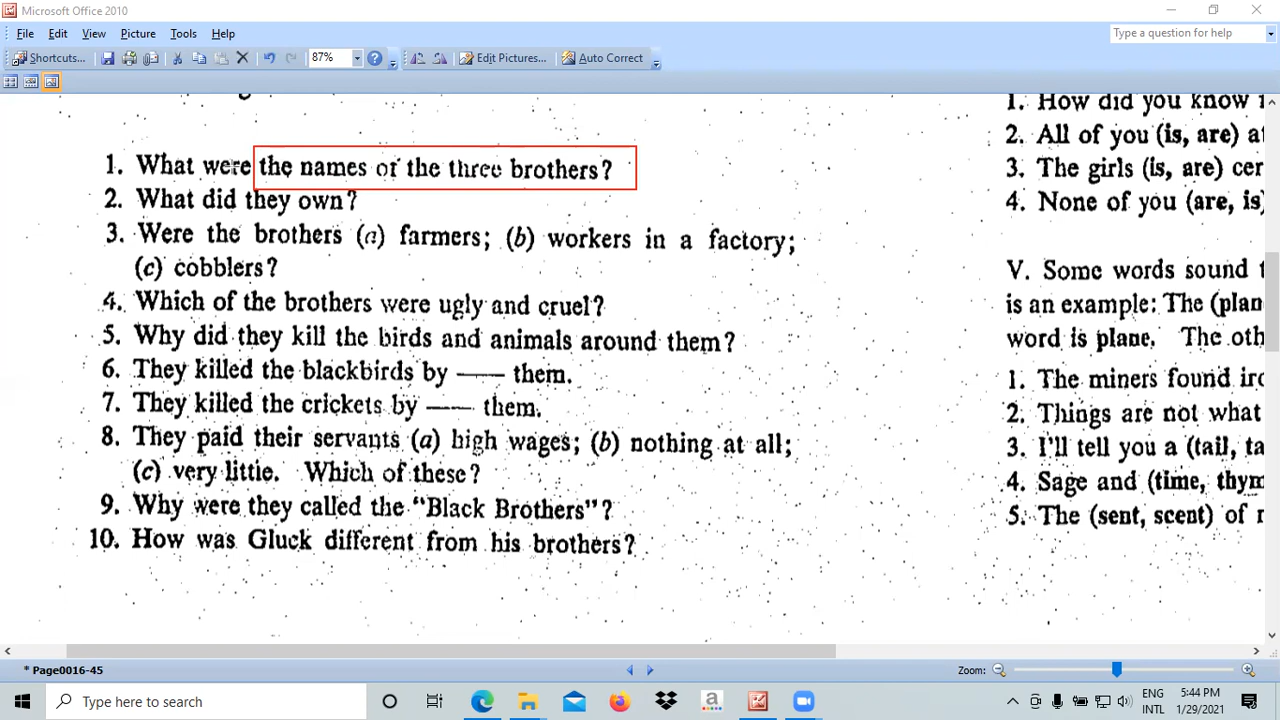 Microsoft Office 2010
File Edit View Picture Tools Help
Type a question for help
Shortcuts...
87%
Edit Pictures...
Auto Correct
1. What were the names of the three brothers?
2. What did they own?
3. Were the brothers (a) farmers; (b) workers in a factory;
(c) cobblers?
4. Which of the brothers were ugly and cruel?
5. Why did they kill the birds and animals around them?
6. They killed the blackbirds by —— them.
7. They killed the crickets by —— them.
8. They paid their servants (a) high wages; (b) nothing at all;
(c) very little. Which of these?
9. Why were they called the "Black Brothers"?
10. How was Gluck different from his brothers?
1. How did you know
2. All of you (is, are)
3. The girls (is, are)
4. None of you (are, is)
V. Some words sound
is an example: The (plan
word is plane. The
1. The miners found
2. Things are not what
3. I'll tell you a (tail,
4. Sage and (time,
5. The (sent, scent) of
* Page0016-45
Zoom:
Type here to search
a
ENG
INTL
5:44 PM
1/29/2021